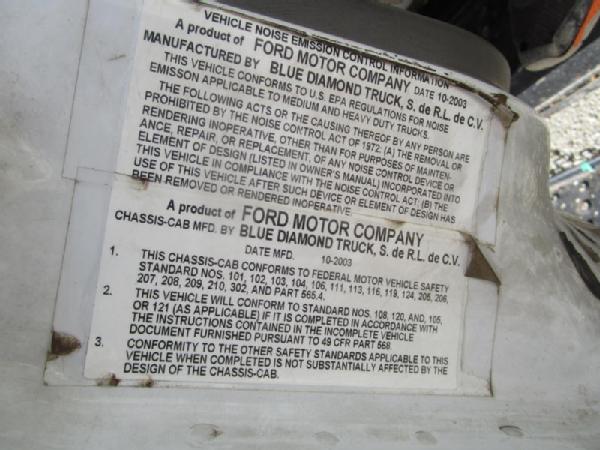 VEHICLE NOISE EMISSION CONTROL INFORMATION
A product of FORD MOTOR COMPANY DATE 10-2003
MANUFACTURED BY BLUE DIAMOND TRUCK, S. de R.L. de C.V.
THIS VEHICLE CONFORMS TO U.S. EPA REGULATIONS FOR NOISE
EMISSON APPLICABLE TO MEDIUM AND HEAVY DUTY TRUCKS.
THE FOLLOWING ACTS OR THE CAUSING THEREOF BY ANY PERSON ARE
PROHIBITED BY THE NOISE CONTROL ACT OF 1972. (A) THE REMOVAL OR
RENDERING INOPERATIVE, OTHER THAN FOR PURPOSES OF MAINTEN-
ANCE, REPAIR, OR REPLACEMENT, OF ANY NOISE CONTROL DEVICE OR
ELEMENT OF DESIGN (LISTED IN OWNER'S MANUAL) INCORPORATED INTO
THIS VEHICLE IN COMPLIANCE WITH THE NOISE CONTROL ACT: (B) THE
USE OF THIS VEHICLE AFTER SUCH DEVICE OR ELEMENT OF DESIGN HAS
BEEN REMOVED OR RENDERED INOPERATIVE.
A product of FORD MOTOR COMPANY
CHASSIS-CAB MFD. BY BLUE DIAMOND TRUCK, S. de R.L. de C.V.
DATE MFD. 10-2003
1. THIS CHASSIS-CAB CONFORMS TO FEDERAL MOTOR VEHICLE SAFETY
STANDARD NOS. 101, 102, 103, 104, 106, 111, 113, 116, 119, 124, 205, 206,
207, 208, 209, 210, 302, AND PART 565.4.
2. THIS VEHICLE WILL CONFORM TO STANDARD NOS. 108, 120, AND, 105,
OR 121 (AS APPLICABLE) IF IT IS COMPLETED IN ACCORDANCE WITH
THE INSTRUCTIONS CONTAINED IN THE INCOMPLETE VEHICLE
DOCUMENT FURNISHED PURSUANT TO 49 CFR PART 568
3. CONFORMITY TO THE OTHER SAFETY STANDARDS APPLICABLE TO THIS
VEHICLE WHEN COMPLETED IS NOT SUBSTANTIALLY AFFECTED BY THE
DESIGN OF THE CHASSIS-CAB.